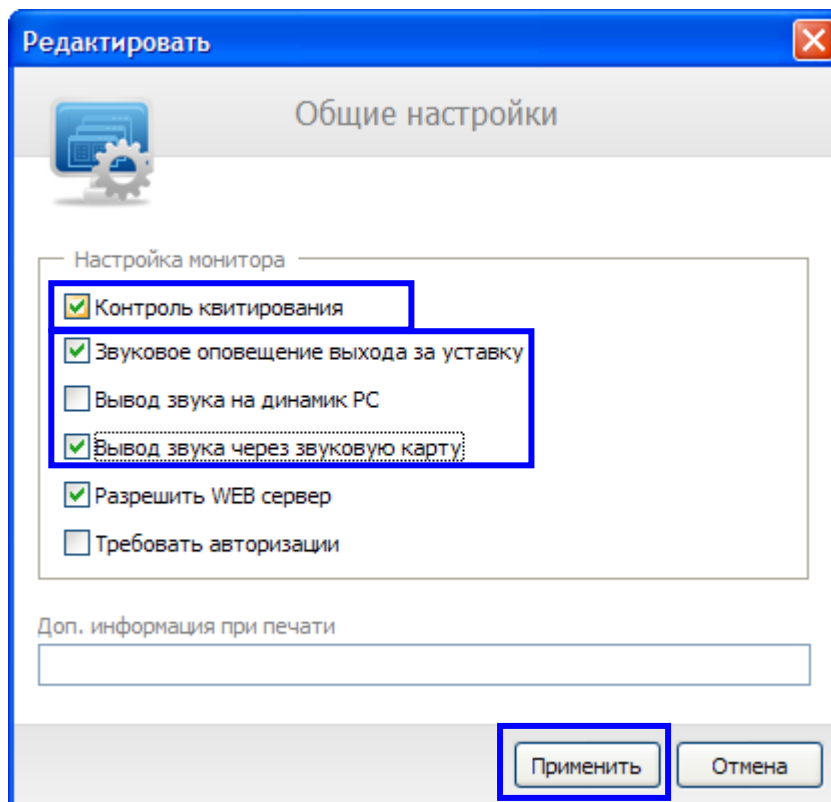 Редактировать
Общие настройки
Настройка монитора
Контроль квитирования
Звуковое оповещение выхода за уставку
Вывод звука на динамик PC
Вывод звука через звуковую карту
Разрешить WEB сервер
Требовать авторизации
Доп. информация при печати
Применить
Отмена